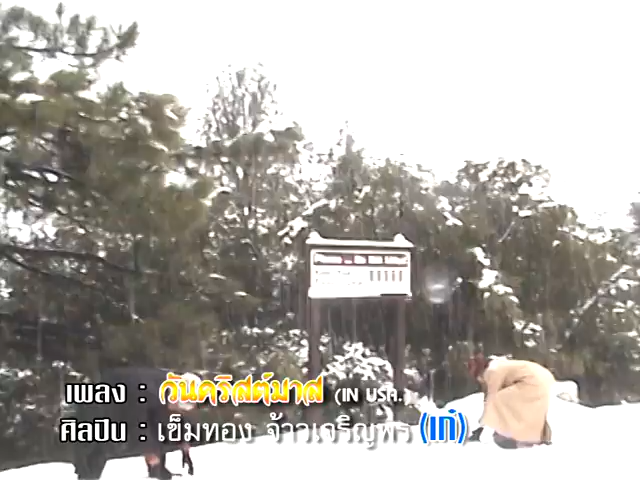 เพลง : วันคริสต์มาส (IN USA.)
ศิลปิน : เข็มทอง จ้าวเจริญพร (เก๋)